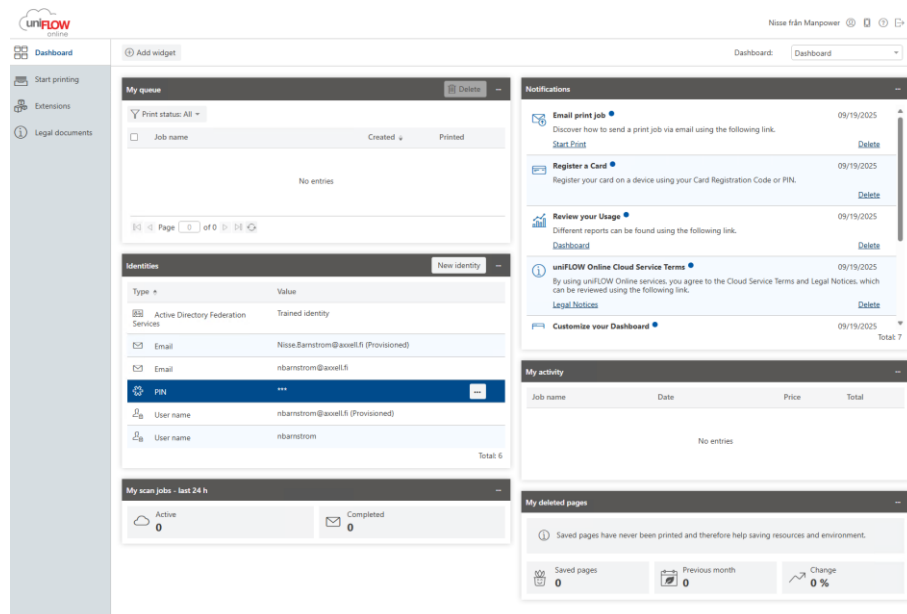 uniFLOW
online
Nisse från Manpower
Dashboard
Start printing
Extensions
Legal documents
Add widget
Dashboard:
Dashboard
My queue
Delete
Print status: All
Job name
Created
Printed
No entries
Page 0 of 0
Identities
New identity
Type
Value
Active Directory Federation
Services
Trained identity
Email
Nisse.Barnstrom@axxell.fi (Provisioned)
Email
nbarnstrom@axxell.fi
PIN
***
User name
nbarnstrom@axxell.fi (Provisioned)
User name
nbarnstrom
Total: 6
My scan jobs - last 24 h
Active
0
Completed
0
Notifications
Email print job
09/19/2025
Discover how to send a print job via email using the following link.
Start Print
Delete
Register a Card
09/19/2025
Register your card on a device using your Card Registration Code or PIN.
Delete
Review your Usage
09/19/2025
Different reports can be found using the following link.
Dashboard
Delete
uniFLOW Online Cloud Service Terms
09/19/2025
By using uniFLOW Online services, you agree to the Cloud Service Terms and Legal Notices, which
can be reviewed using the following link.
Legal Notices
Delete
Customize your Dashboard
09/19/2025
Total: 7
My activity
Job name
Date
Price
Total
No entries
My deleted pages
Saved pages have never been printed and therefore help saving resources and environment.
Saved pages
0
Previous month
0
Change
0 %